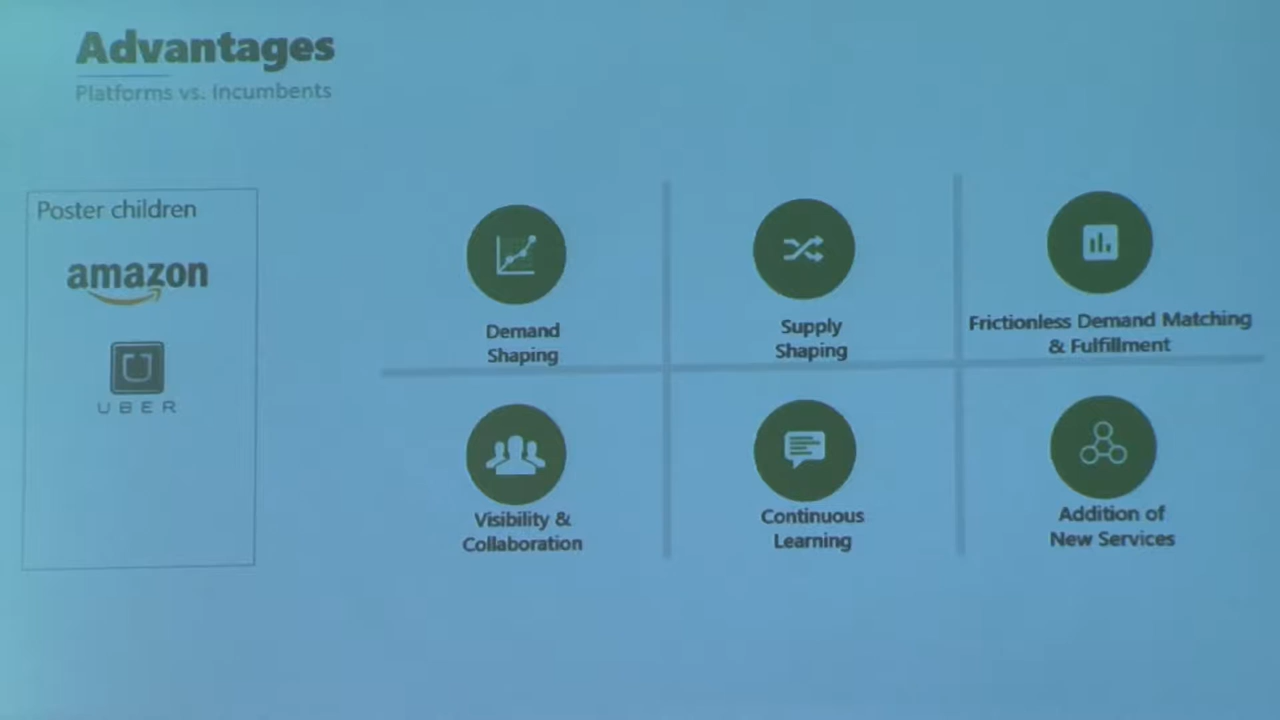 Advantages
Platforms vs. Incumbents
Poster children
amazon
UBER
Demand
Shaping
Supply
Shaping
Frictionless Demand Matching
& Fulfillment
Visibility &
Collaboration
Continuous
Learning
Addition of
New Services